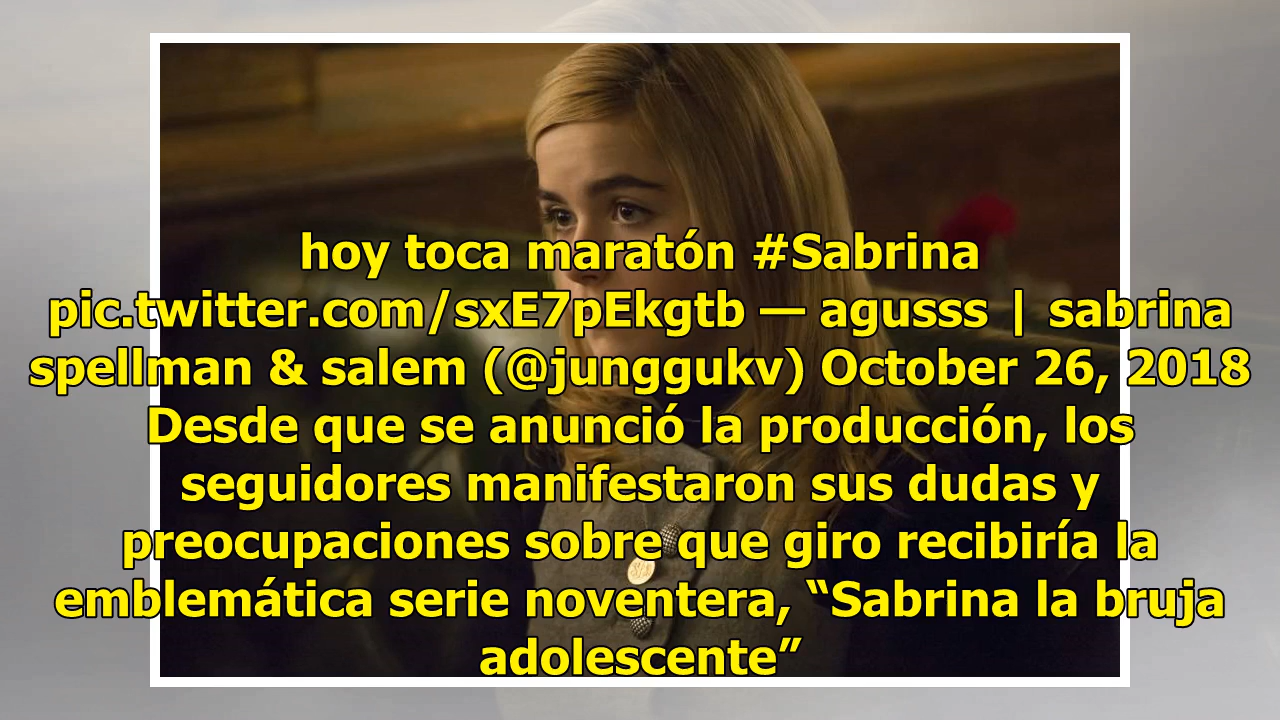 hoy toca maratón #Sabrina
pic.twitter.com/sxE7pEkgtb — agusss | sabrina
spellman & salem (@junggukv) October 26, 2018
Desde que se anunció la producción, los
seguidores manifestaron sus dudas y
preocupaciones sobre que giro recibiría la
emblemática serie noventera, “Sabrina la bruja
adolescente”